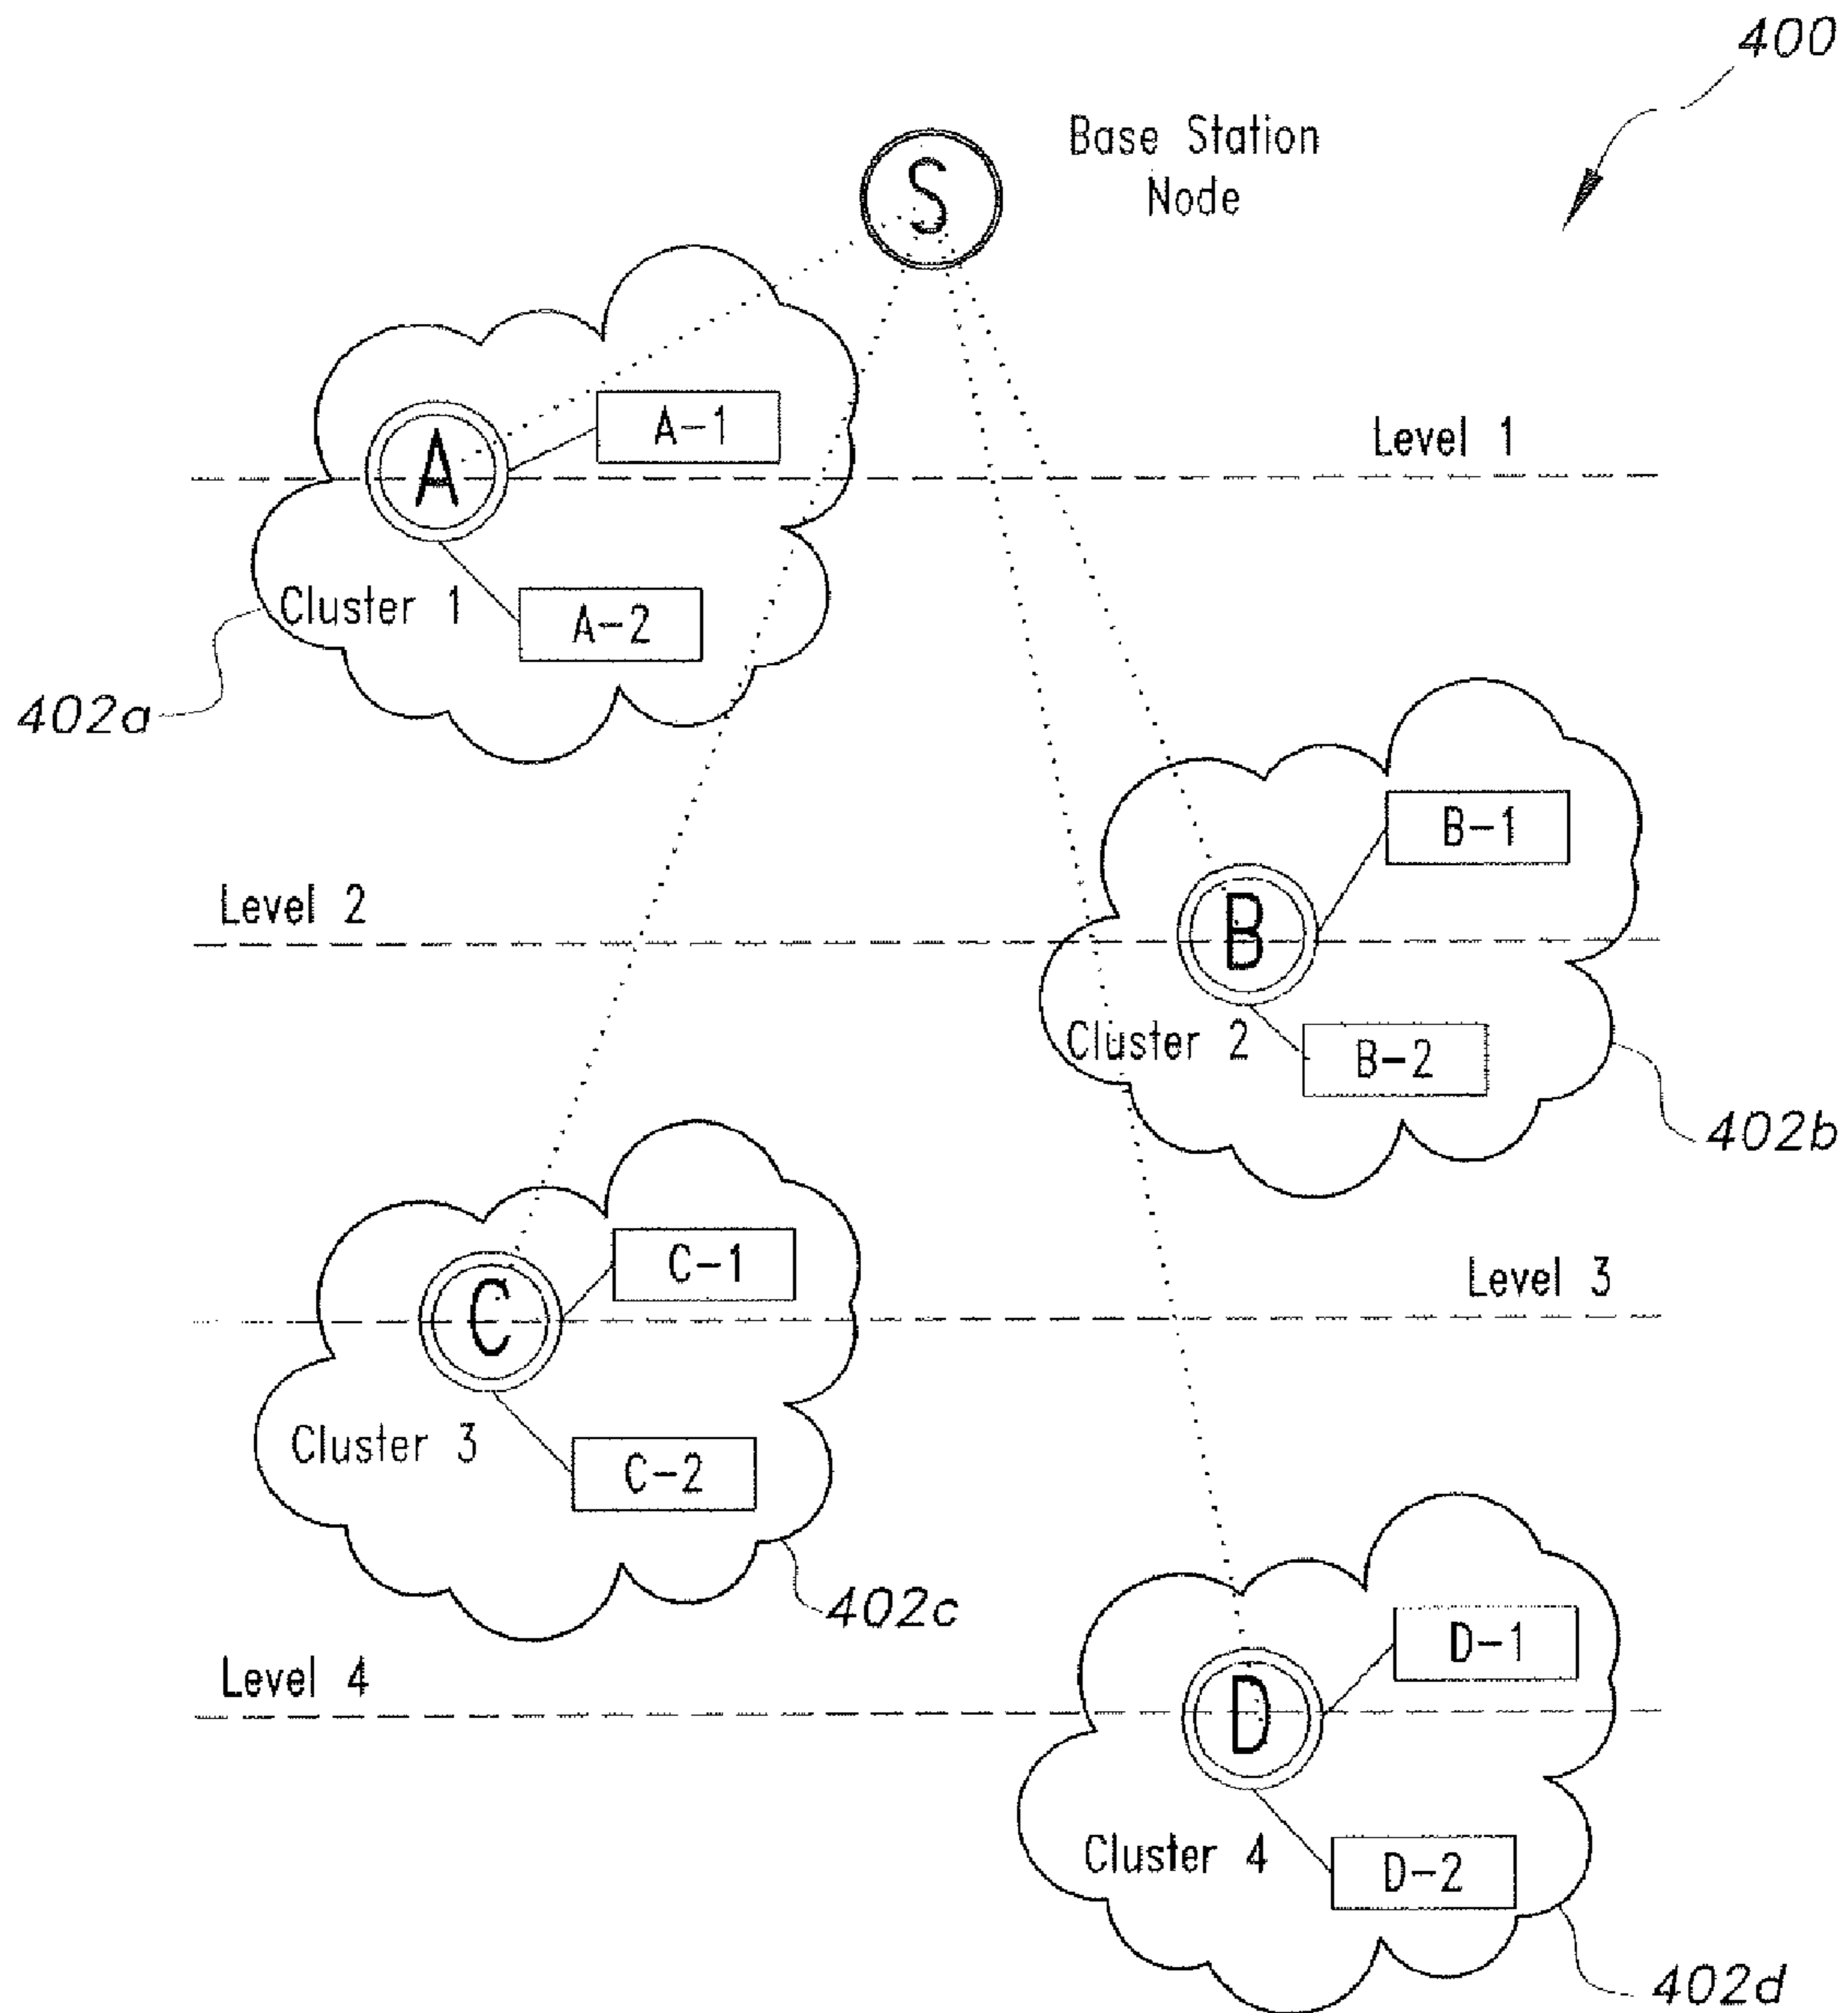 400
S
Base Station
Node
A
A-1
Level 1
Cluster 1
A-2
402a
B-1
Level 2
B
Cluster 2
B-2
402b
C-1
Level 3
C
Cluster 3
C-2
402c
D-1
Level 4
D
Cluster 4
D-2
402d